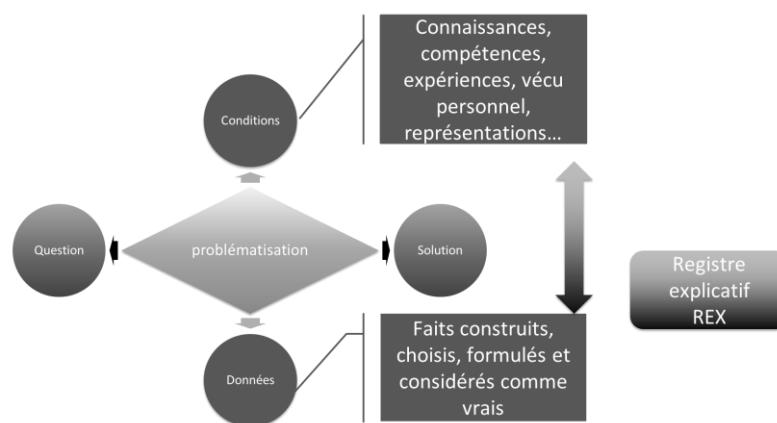 Connaissances,
compétences,
expériences, vécu
personnel,
représentations…
Conditions
Question
problématisation
Solution
Registre
explicatif
REX
Données
Faits construits,
choisis, formulés et
considérés comme
vrais